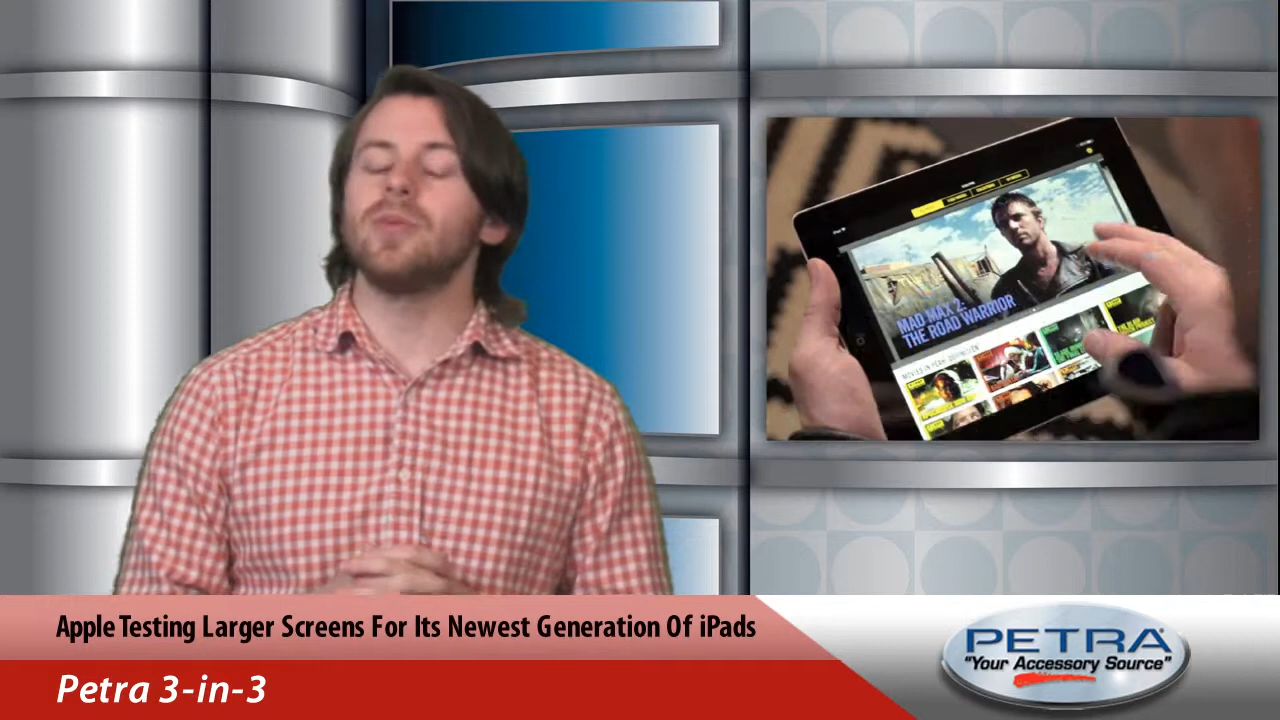 MAD MAX 2:
THE ROAD WARRIOR
Apple Testing Larger Screens For Its Newest Generation Of iPads
Petra 3-in-3
PETRA
"Your Accessory Source"